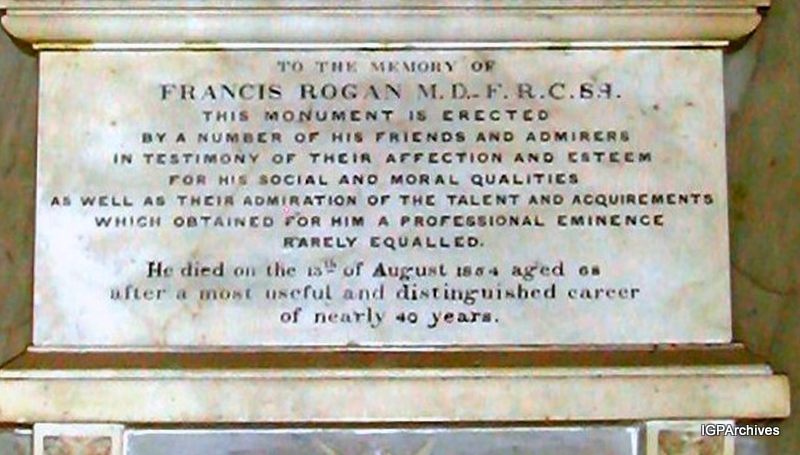 TO THE MEMORY OF
FRANCIS ROGAN M.D. F.R.C.S.I.
THIS MONUMENT IS ERECTED
BY A NUMBER OF HIS FRIENDS AND ADMIRERS
IN TESTIMONY OF THEIR AFFECTION AND ESTEEM
FOR HIS SOCIAL AND MORAL QUALITIES
AS WELL AS THEIR ADMIRATION OF THE TALENT AND ACQUIREMENTS
WHICH OBTAINED FOR HIM A PROFESSIONAL EMINENCE
RARELY EQUALLED.
He died on the of August 1854 aged 68
after a most useful and distinguished career
of nearly 40 years.
IGPArchives